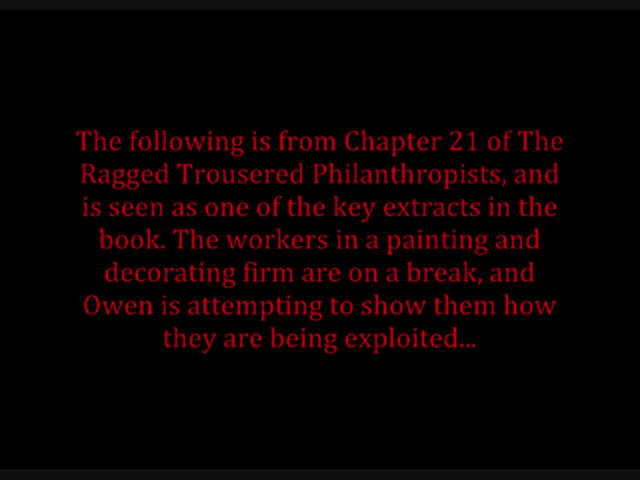 The following is from Chapter 21 of The
Ragged Trousered Philanthropists, and
is seen as one of the key extracts in the
book. The workers in a painting and
decorating firm are on a break, and
Owen is attempting to show them how
they are being exploited...